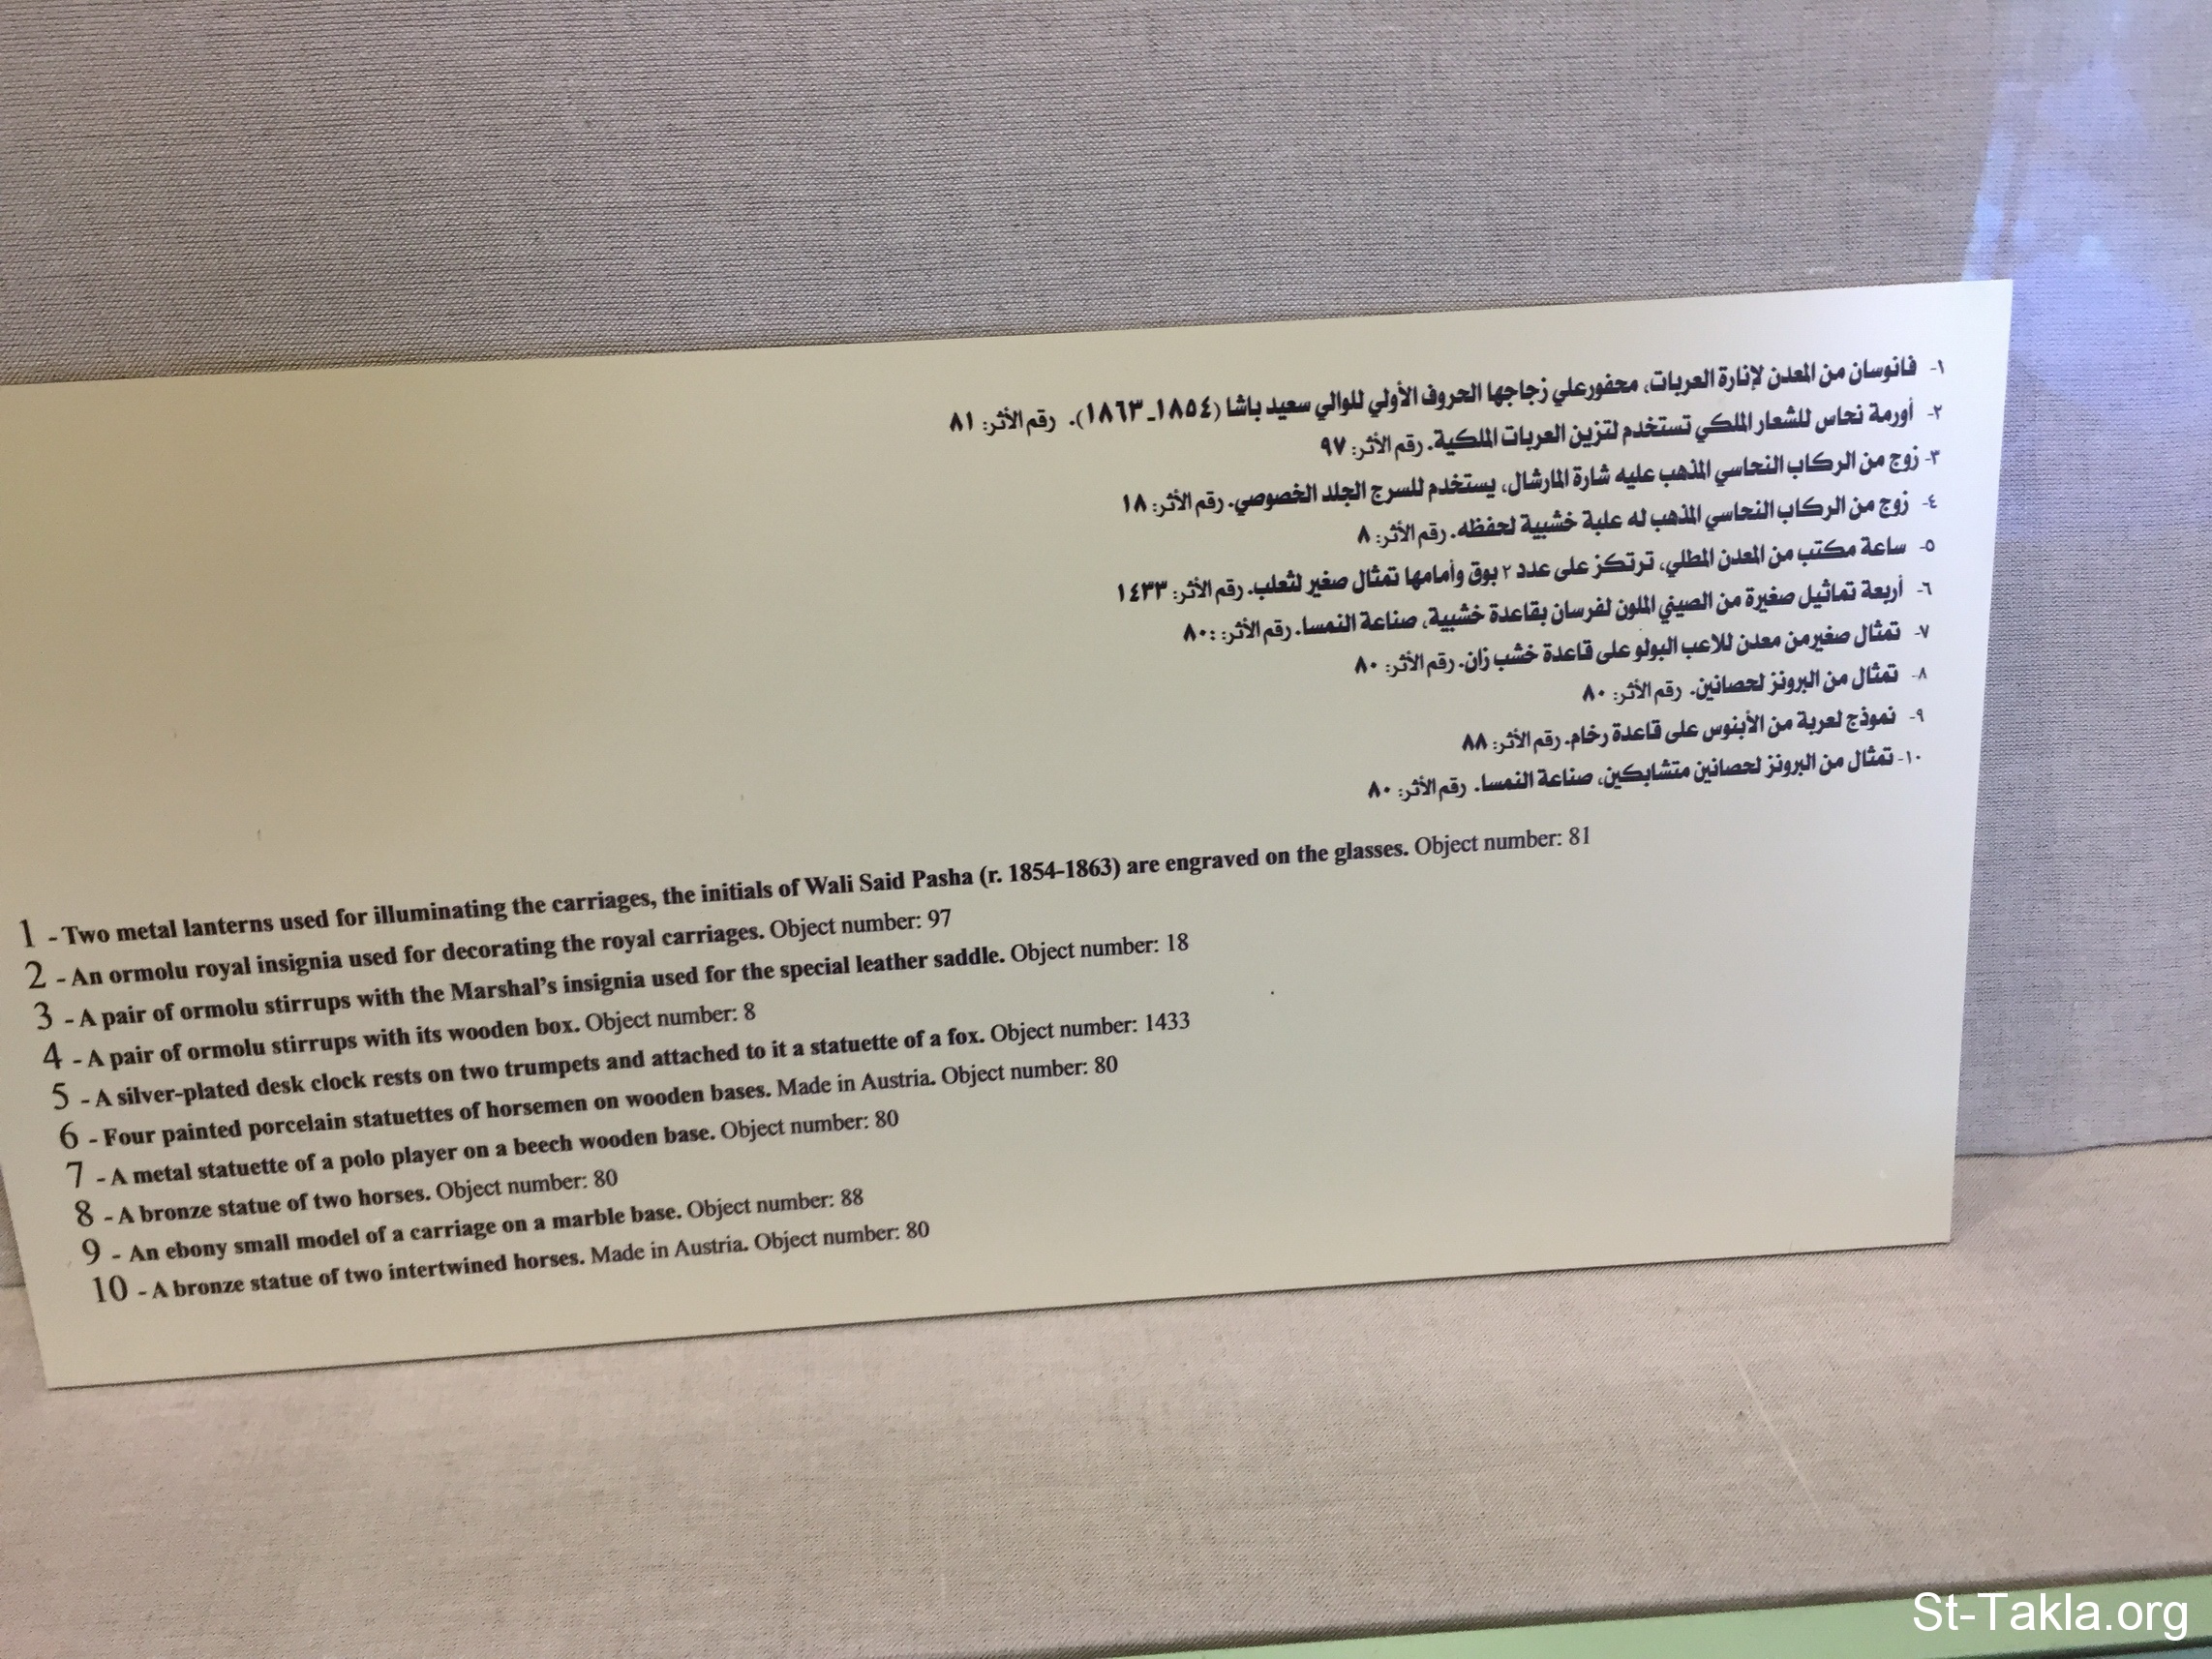 ١- فانوسان من المعدن لإنارة العربات، محفورعلي زجاجها الحروف الأولي للوالي سعيد باشا (١٨٥٤ـ ١٨٦٣). رقم الأثر: ٨١
٢- أورمة نحاس للشعار الملكي تستخدم لتزين العربات الملكية. رقم الأثر: ٩٧
٣- زوج من الركاب النحاسي المذهب عليه شارة المارشال، يستخدم للسرج الجلد الخصوصي. رقم الأثر: ١٨
٤- زوج من الركاب النحاسي المذهب له علبة خشبية لحفظه. رقم الأثر: ٨
٥- ساعة مكتب من المعدن المطلي، ترتكز على عدد ٢ بوق وأمامها تمثال صغير لثعلب. رقم الأثر: ١٤٣٣
٦- أربعة تماثيل صغيرة من الصيني الملون لفرسان بقاعدة خشبية، صناعة النمسا. رقم الأثر: :٨٠
٧- تمثال صغيرمن معدن للاعب البولو على قاعدة خشب زان. رقم الأثر: ٨٠
٨- تمثال من البرونز لحصانين. رقم الأثر: ٨٠
٩- نموذج لعربة من الأبنوس على قاعدة رخام. رقم الأثر: ٨٨
١٠- تمثال من البرونز لحصانين متشابكين، صناعة النمسا. رقم الأثر: ٨٠
1 - Two metal lanterns used for illuminating the carriages, the initials of Wali Said Pasha (r. 1854-1863) are engraved on the glasses. Object number: 81
2 - An ormolu royal insignia used for decorating the royal carriages. Object number: 97
3 - A pair of ormolu stirrups with the Marshal's insignia used for the special leather saddle. Object number: 18
4 - A pair of ormolu stirrups with its wooden box. Object number: 8
5 - A silver-plated desk clock rests on two trumpets and attached to it a statuette of a fox. Object number: 1433
6 - Four painted porcelain statuettes of horsemen on wooden bases. Made in Austria. Object number: 80
7 - A metal statuette of a polo player on a beech wooden base. Object number: 80
8 - A bronze statue of two horses. Object number: 80
9 - An ebony small model of a carriage on a marble base. Object number: 88
10 - A bronze statue of two intertwined horses. Made in Austria. Object number: 80
St-Takla.org